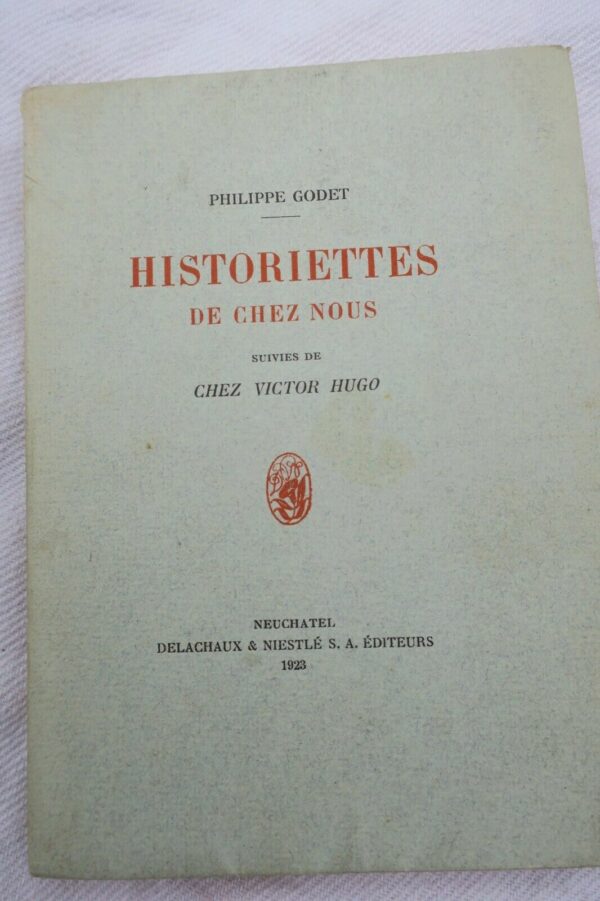 PHILIPPE GODET
HISTORIETTES
DE CHEZ NOUS
SUIVIES DE
CHEZ VICTOR HUGO
NEUCHATEL
DELACHAUX & NIESTLÉ S. A. ÉDITEURS
1923